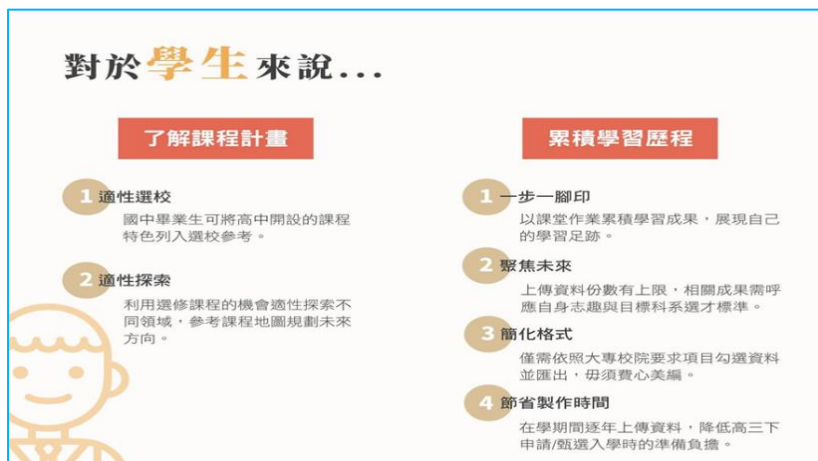 對於學生來說...
了解課程計畫
1 適性選校
國中畢業生可將高中開設的課程
特色列入選校參考。
2 適性探索
利用選修課程的機會適性探索不
同領域,參考課程地圖規劃未來
方向。
累積學習歷程
1 一步一腳印
以課堂作業累積學習成果,展現自己
的學習足跡。
2 聚焦未來
上傳資料份數有上限,相關成果需呼
應自身志趣與目標科系選才標準。
3 簡化格式
僅需依照大專校院要求項目勾選資料
並匯出,毋須費心美編。
4 節省製作時間
在學期間逐年上傳資料,降低高三下
申請/甄選入學時的準備負擔。